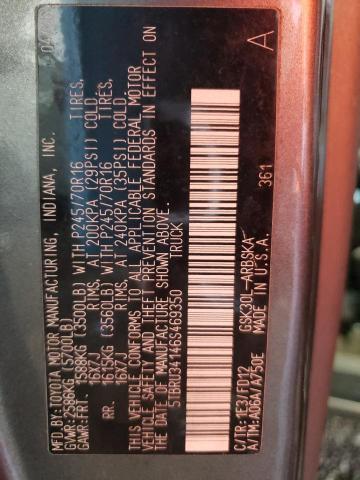 MFD BY:TOYOTA MOTOR MANUFACTURING, INDIANA, INC.
GVWR:2586KG (5700LB)
GAWR:FRT. 1588KG (3500LB) WITH P245/70R16 TIRES,
16X7J RIMS, AT 200KPA (29PSI) COLD
RR. 1615KG (3560LB) WITH P245/70R16 TIRES,
16X7J RIMS, AT 240KPA (35PSI) COLD
THIS VEHICLE CONFORMS TO ALL APPLICABLE FEDERAL MOTOR
VEHICLE SAFETY AND THEFT PREVENTION STANDARDS IN EFFECT ON
THE DATE OF MANUFACTURE SHOWN ABOVE.
5TBRU34146S469350 TRUCK
361 A
C/TR:1E3/FD12 GSK30L-ARBSKA
A/TM:A06A/A750E MADE IN U.S.A.